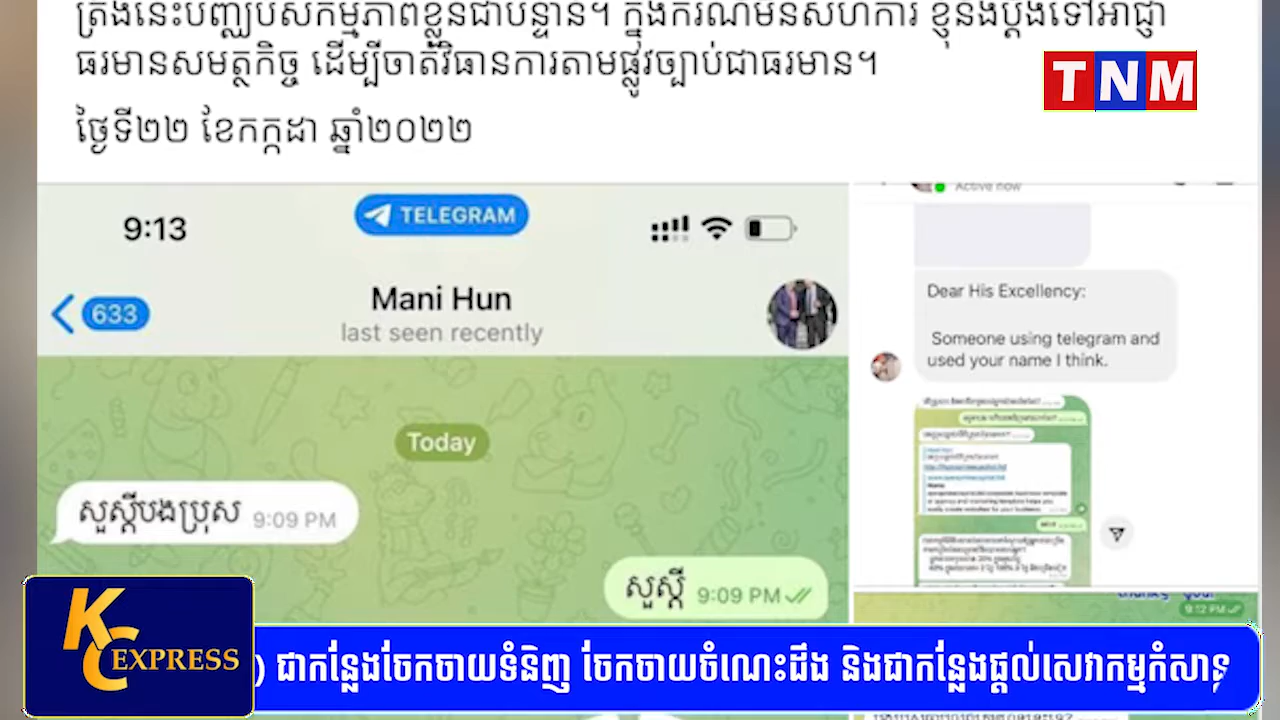 ត្រង់នេះបញ្ឈប់សកម្មភាពខ្លួនជាបន្ទាន់។ ក្នុងករណីមិនសហការ ខ្ញុំនឹងប្ដឹងទៅអាជ្ញា
ធរមានសមត្ថកិច្ច ដើម្បីចាត់វិធានការតាមផ្លូវច្បាប់ជាធរមាន។
TNM
ថ្ងៃទី២២ ខែកក្កដា ឆ្នាំ២០២២
9:13
TELEGRAM
Active now
633
Mani Hun
last seen recently
Dear His Excellency:
Someone using telegram and
used your name I think.
Today
សួស្ដីបងប្រុស 9:09 PM
សួស្ដី 9:09 PM
thanks you!
9:12 PM
KC EXPRESS
) ជាកន្លែងចែកចាយទំនិញ ចែកចាយចំណេះដឹង និងជាកន្លែងផ្ដល់សេវាកម្មកំសាន្ត